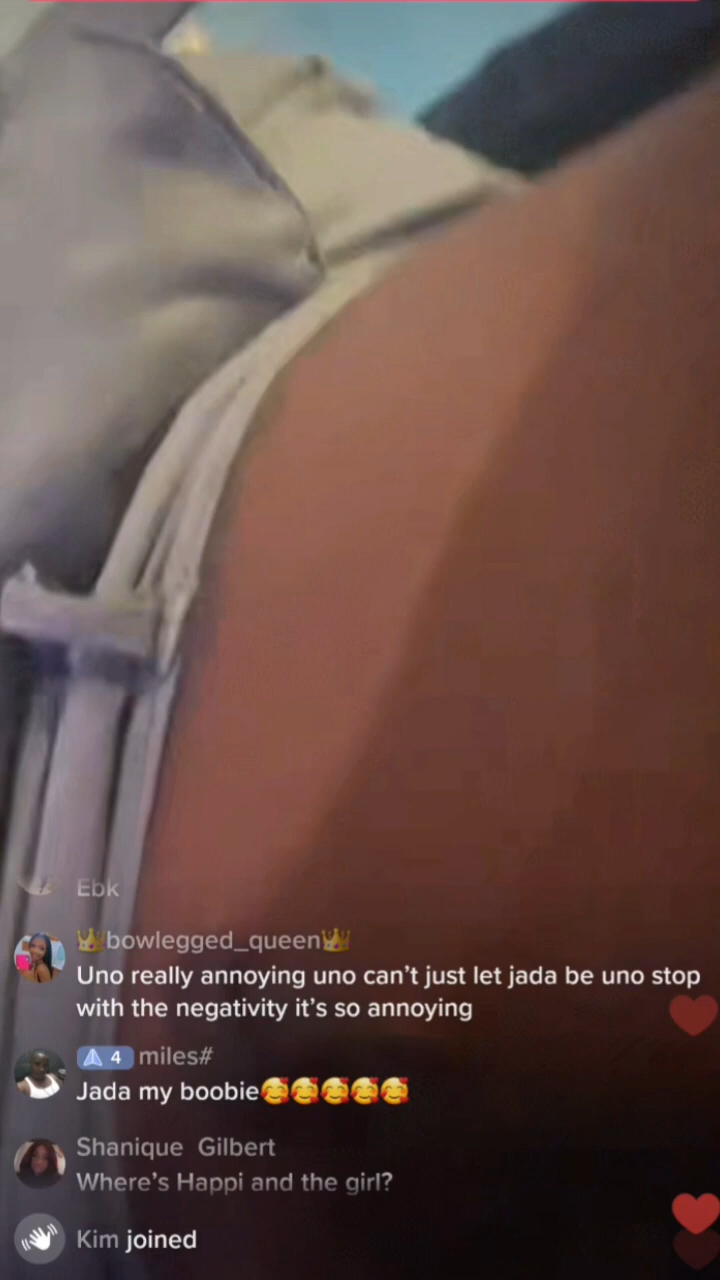 Ebk
👑bowlegged_queen👑
Uno really annoying uno can't just let jada be uno stop
with the negativity it's so annoying
4 miles#
Jada my boobie🥰🥰🥰🥰🥰
Shanique Gilbert
Where's Happi and the girl?
Kim joined